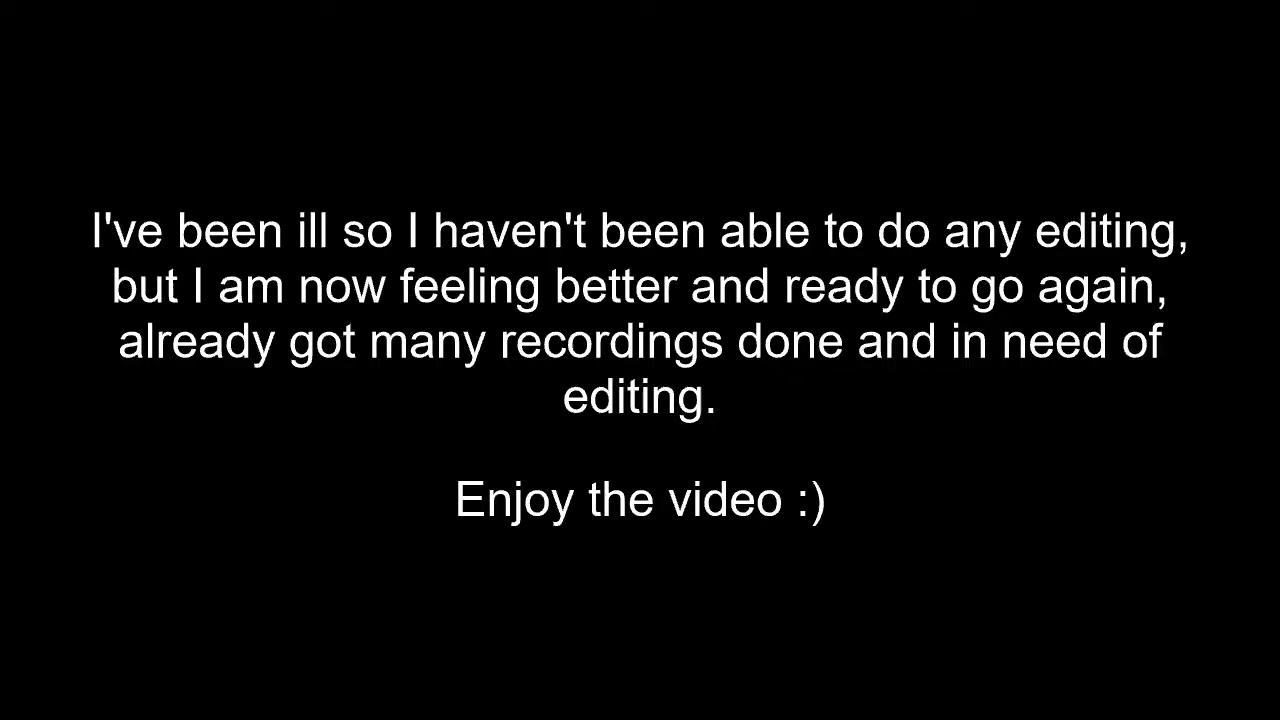 I've been ill so I haven't been able to do any editing,
but I am now feeling better and ready to go again,
already got many recordings done and in need of
editing.
Enjoy the video :)